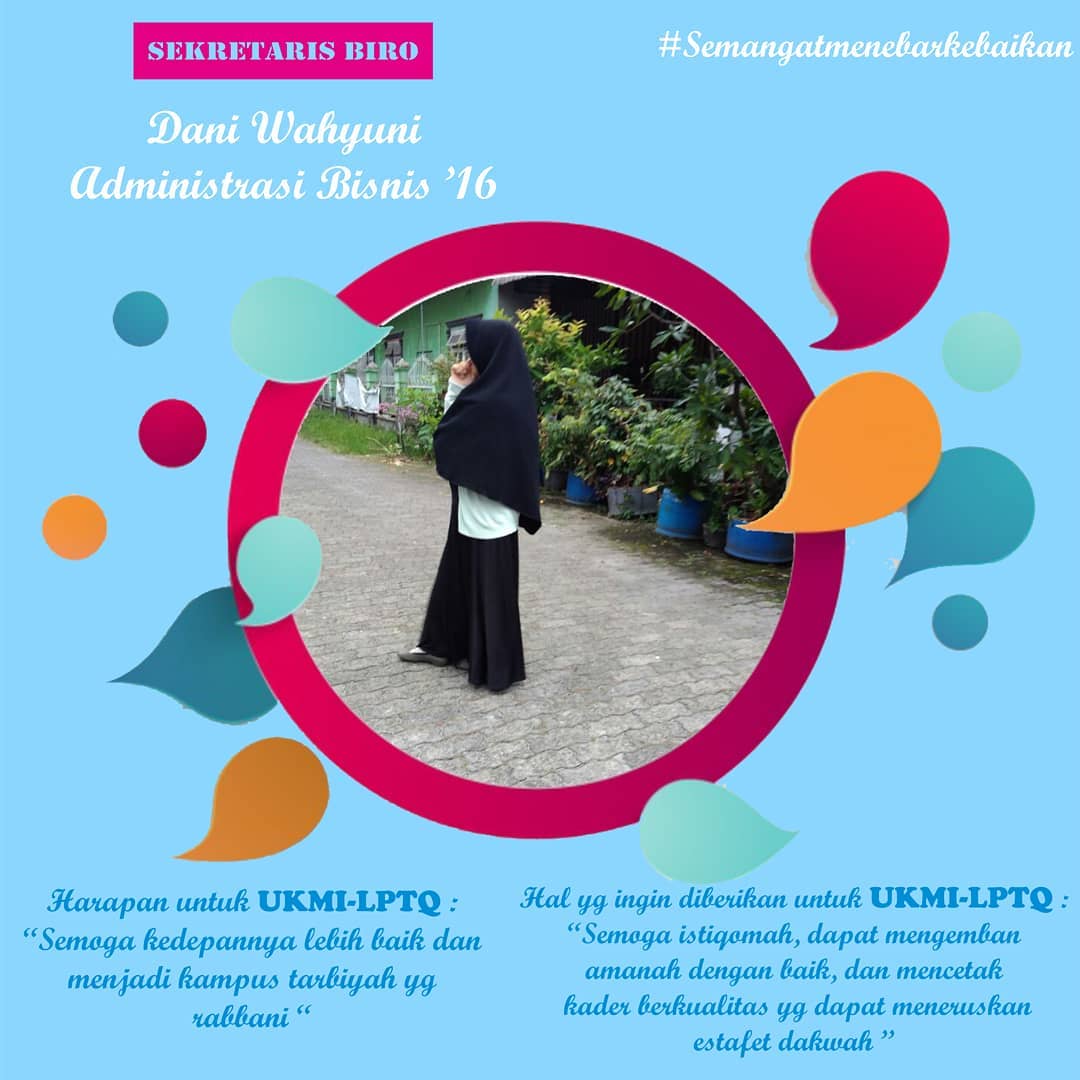 SEKRETARIS BIRO
#Semangatmenebarkebaikan
Dani Wahyuni
Administrasi Bisnis '16
Harapan untuk UKMI-LPTQ :
“Semoga kedepannya lebih baik dan
menjadi kampus tarbiyah yg
rabbani “
Hal yg ingin diberikan untuk UKMI-LPTQ :
“Semoga istiqomah, dapat mengemban
amanah dengan baik, dan mencetak
kader berkualitas yg dapat meneruskan
estafet dakwah ”